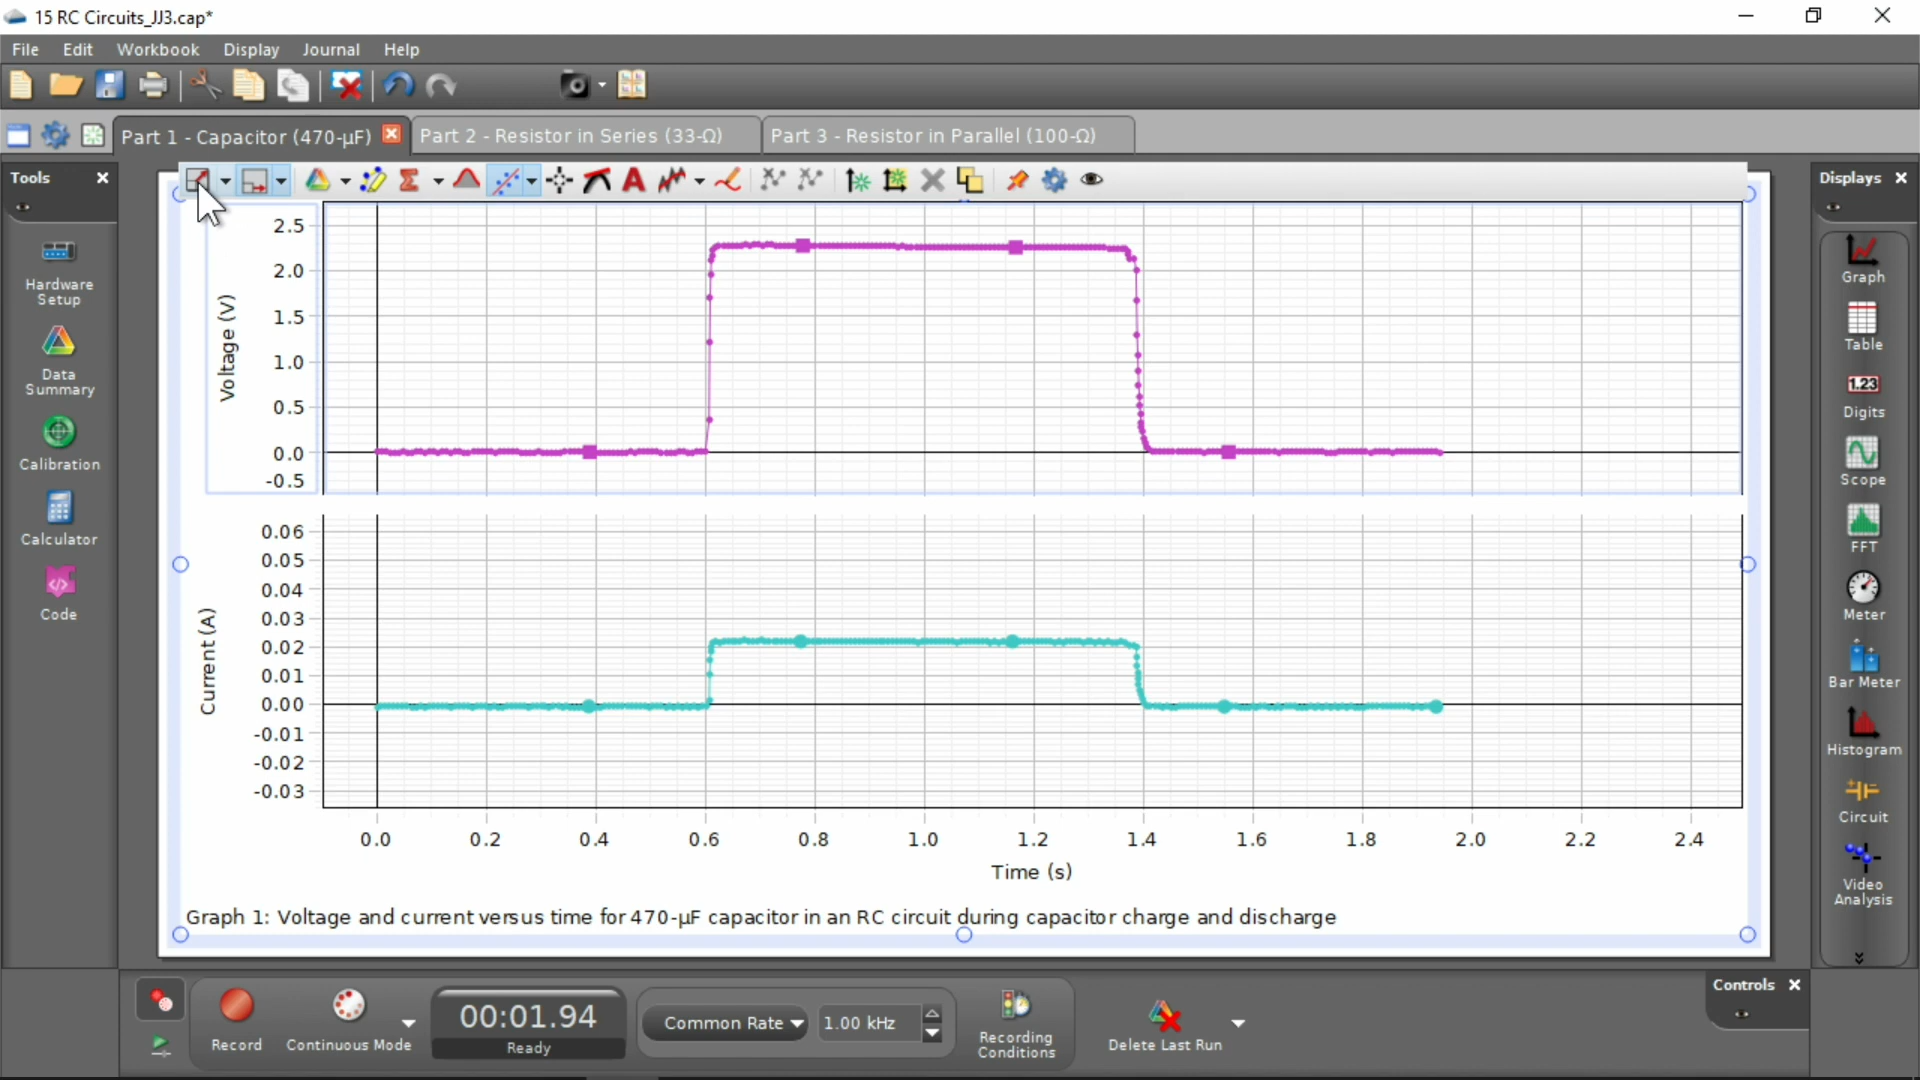 15 RC Circuits_JJ3.cap*
File Edit Workbook Display Journal Help
Part 1 - Capacitor (470-µF)
Part 2 - Resistor in Series (33-Ω)
Part 3 - Resistor in Parallel (100-Ω)
Tools
Hardware
Setup
Data
Summary
Calibration
Calculator
Code
Voltage (V)
2.5
2.0
1.5
1.0
0.5
0.0
-0.5
Current (A)
0.06
0.05
0.04
0.03
0.02
0.01
0.00
-0.01
-0.02
-0.03
0.0 0.2 0.4 0.6 0.8 1.0 1.2 1.4 1.6 1.8 2.0 2.2 2.4
Time (s)
Graph 1: Voltage and current versus time for 470-µF capacitor in an RC circuit during capacitor charge and discharge
Displays
Graph
Table
1.23
Digits
Scope
FFT
Meter
Bar Meter
Histogram
Circuit
Video
Analysis
Record
Continuous Mode
00:01.94
Ready
Common Rate
1.00 kHz
Recording
Conditions
Delete Last Run
Controls